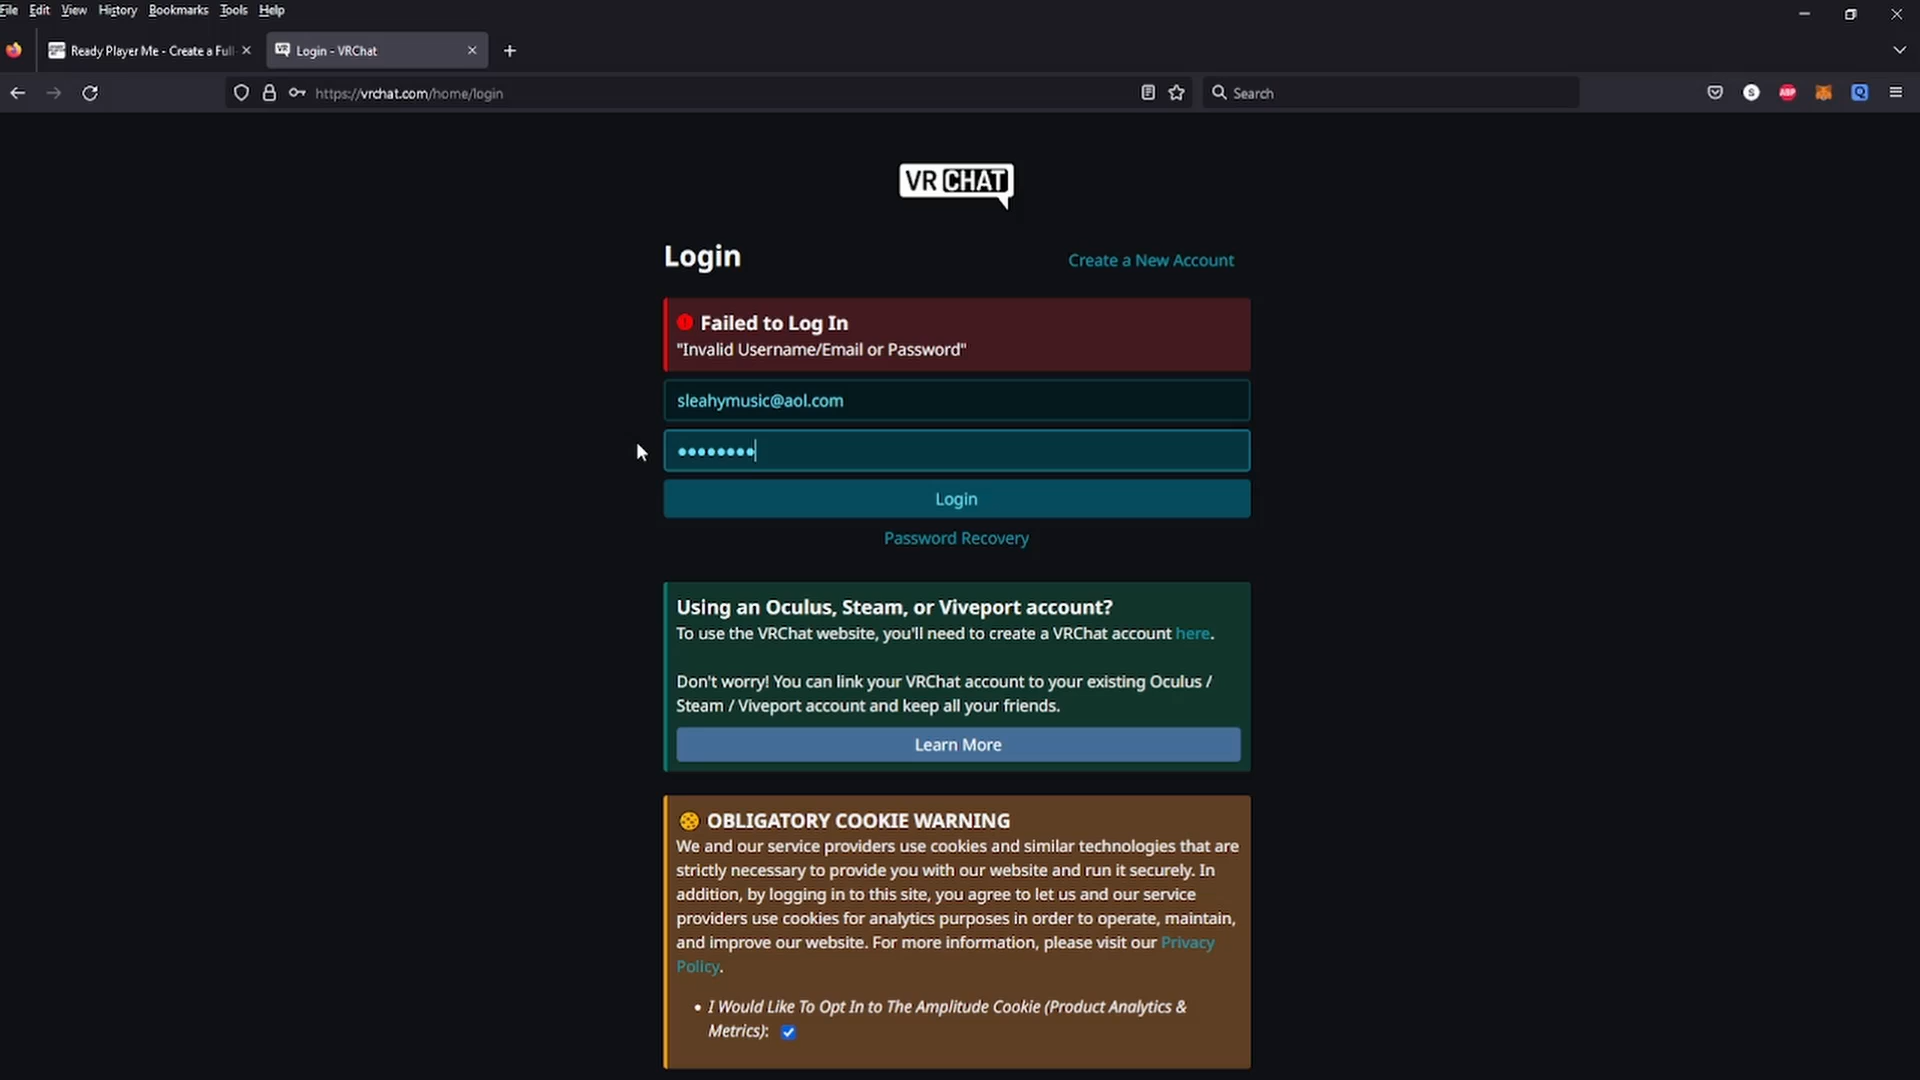 File Edit View History Bookmarks Tools Help
Ready Player Me - Create a Full
Login - VRChat
https://vrchat.com/home/login
Search
S
ABP
VR CHAT
Login
Create a New Account
Failed to Log In
"Invalid Username/Email or Password"
sleahymusic@aol.com
Login
Password Recovery
Using an Oculus, Steam, or Viveport account?
To use the VRChat website, you'll need to create a VRChat account here.
Don't worry! You can link your VRChat account to your existing Oculus /
Steam / Viveport account and keep all your friends.
Learn More
OBLIGATORY COOKIE WARNING
We and our service providers use cookies and similar technologies that are
strictly necessary to provide you with our website and run it securely. In
addition, by logging in to this site, you agree to let us and our service
providers use cookies for analytics purposes in order to operate, maintain,
and improve our website. For more information, please visit our Privacy
Policy.
• I Would Like To Opt In to The Amplitude Cookie (Product Analytics &
Metrics):